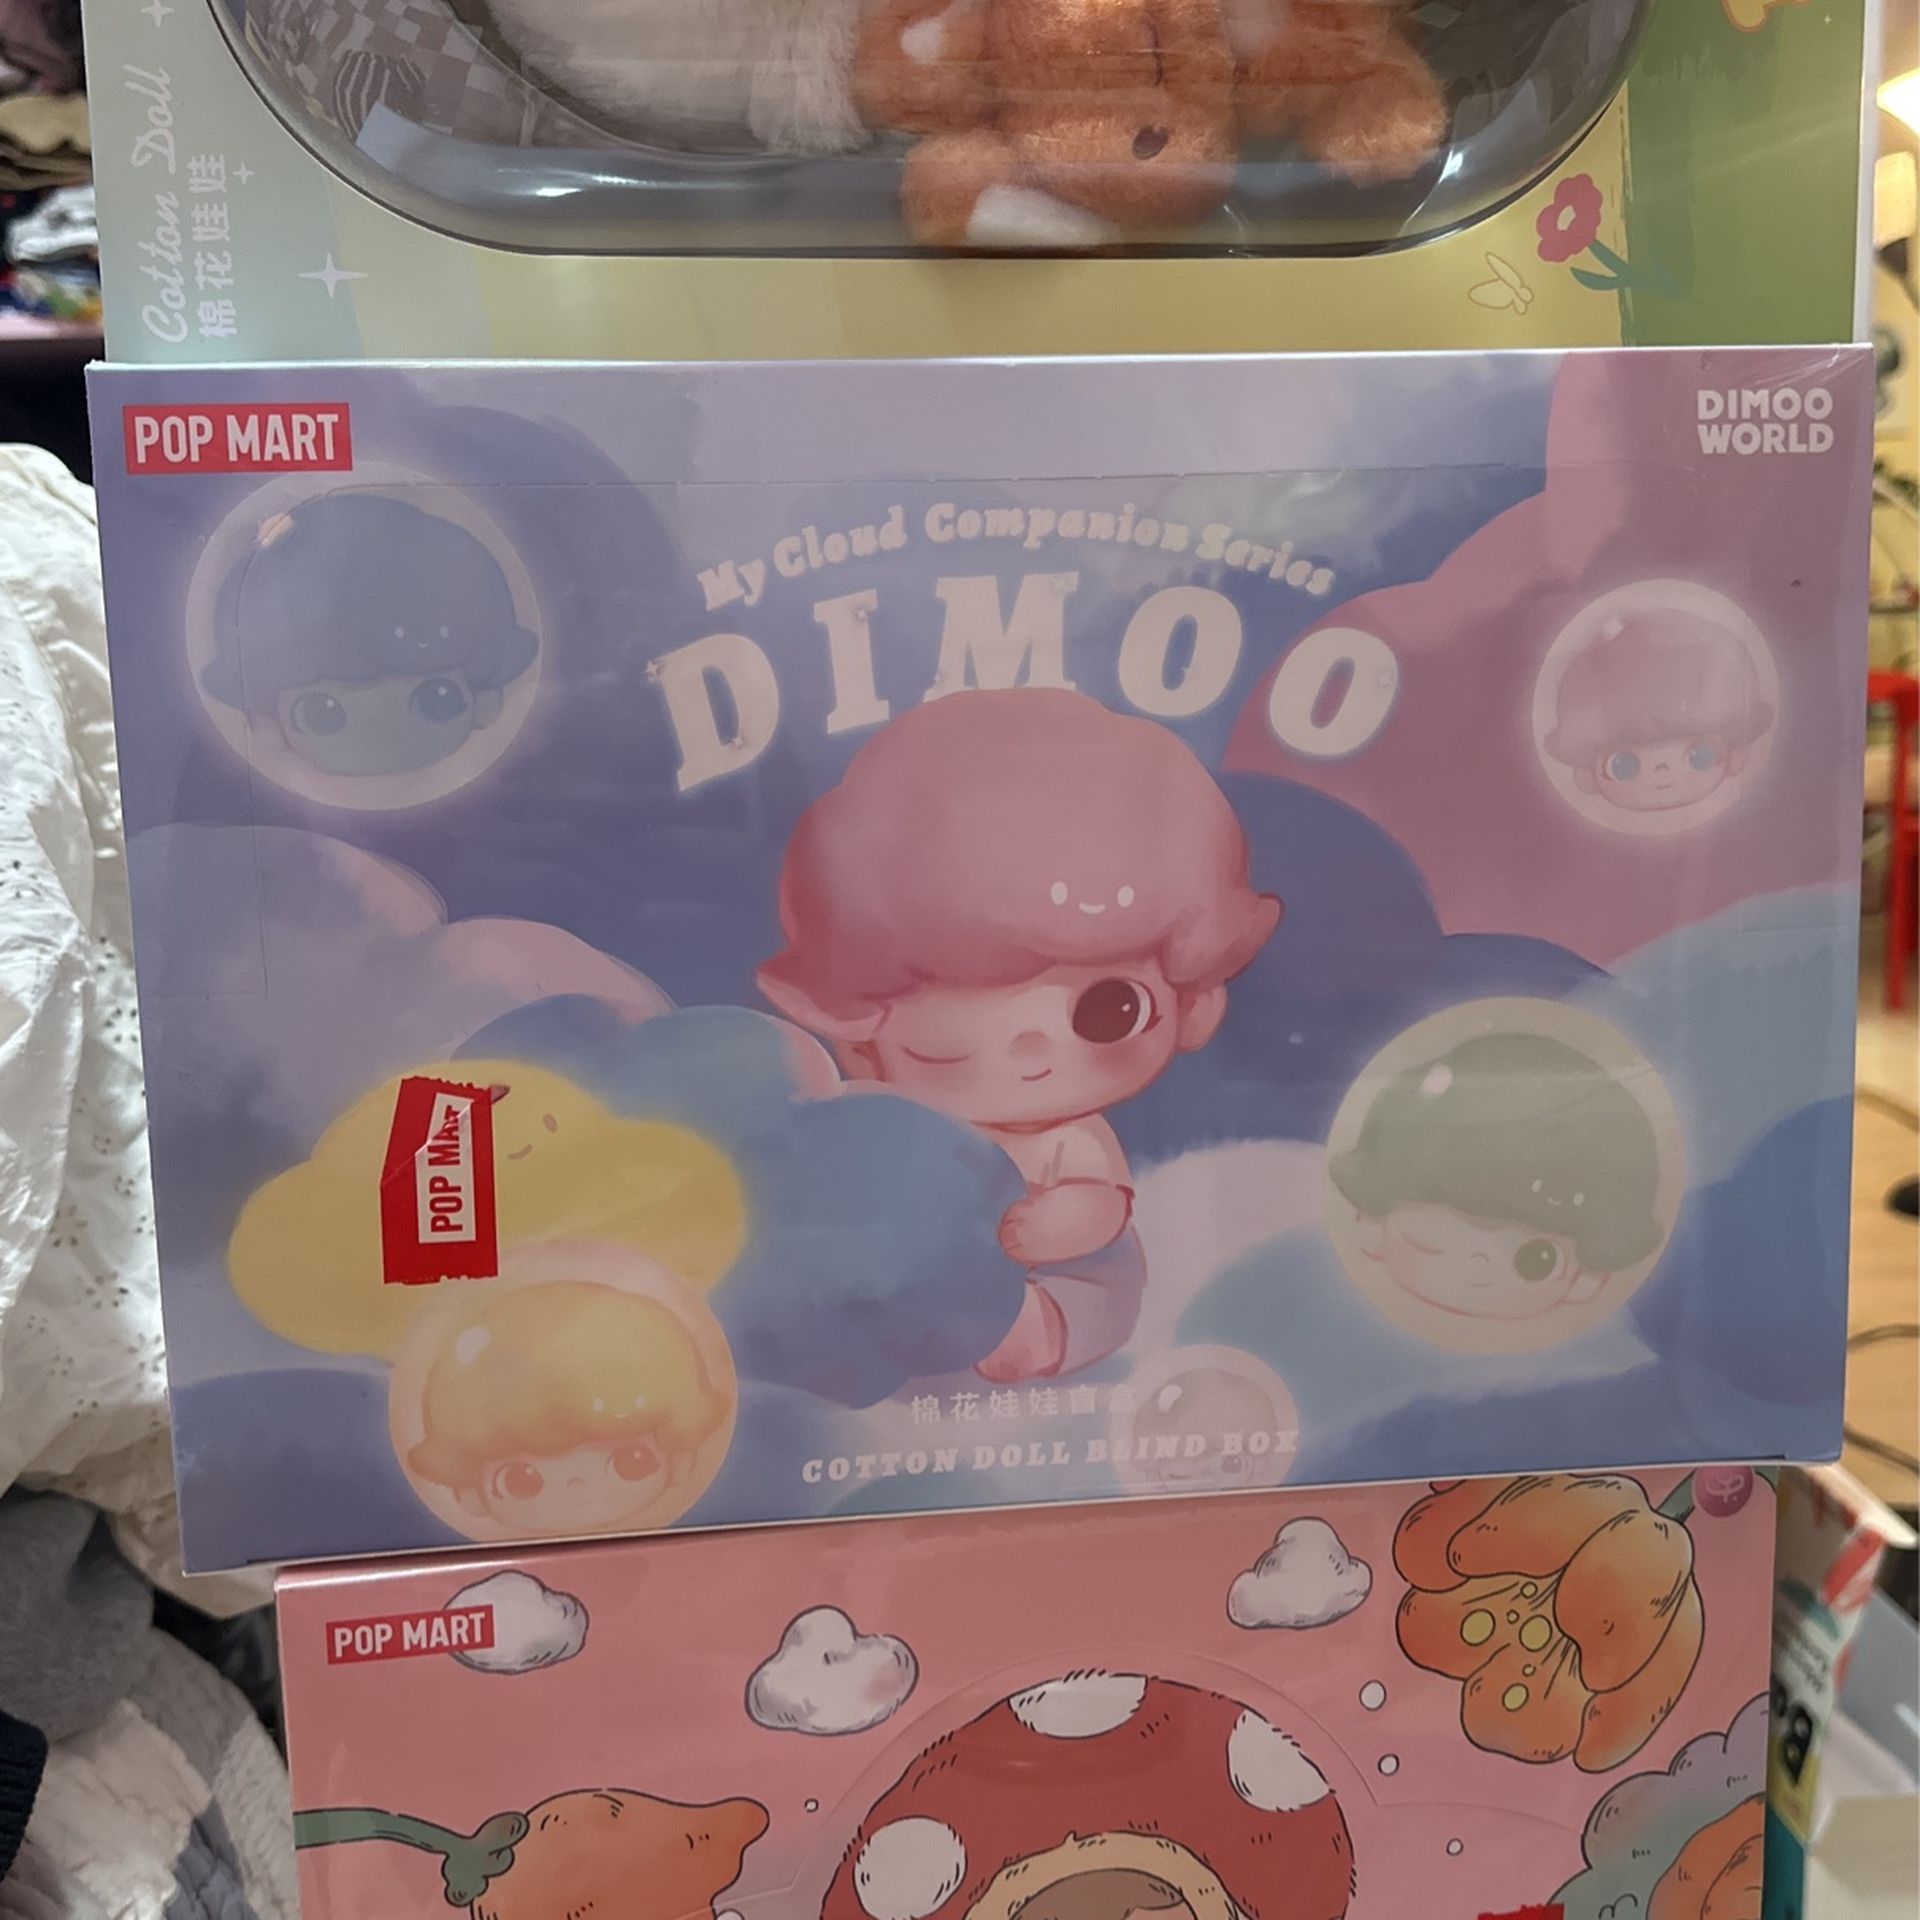 Cotton Doll
棉花娃娃
POP MART
DIMOO
WORLD
My Cloud Companion Series
DIMOO
POP MART
棉花娃娃盲盒
COTTON DOLL BLIND BOX
POP MART